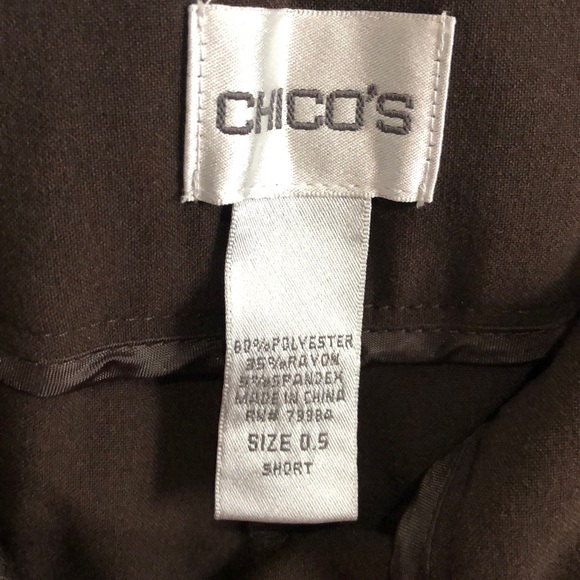 CHICO'S
60% POLYESTER
35% RAYON
5% SPANDEX
MADE IN CHINA
RN# 79984
SIZE 0.5
SHORT